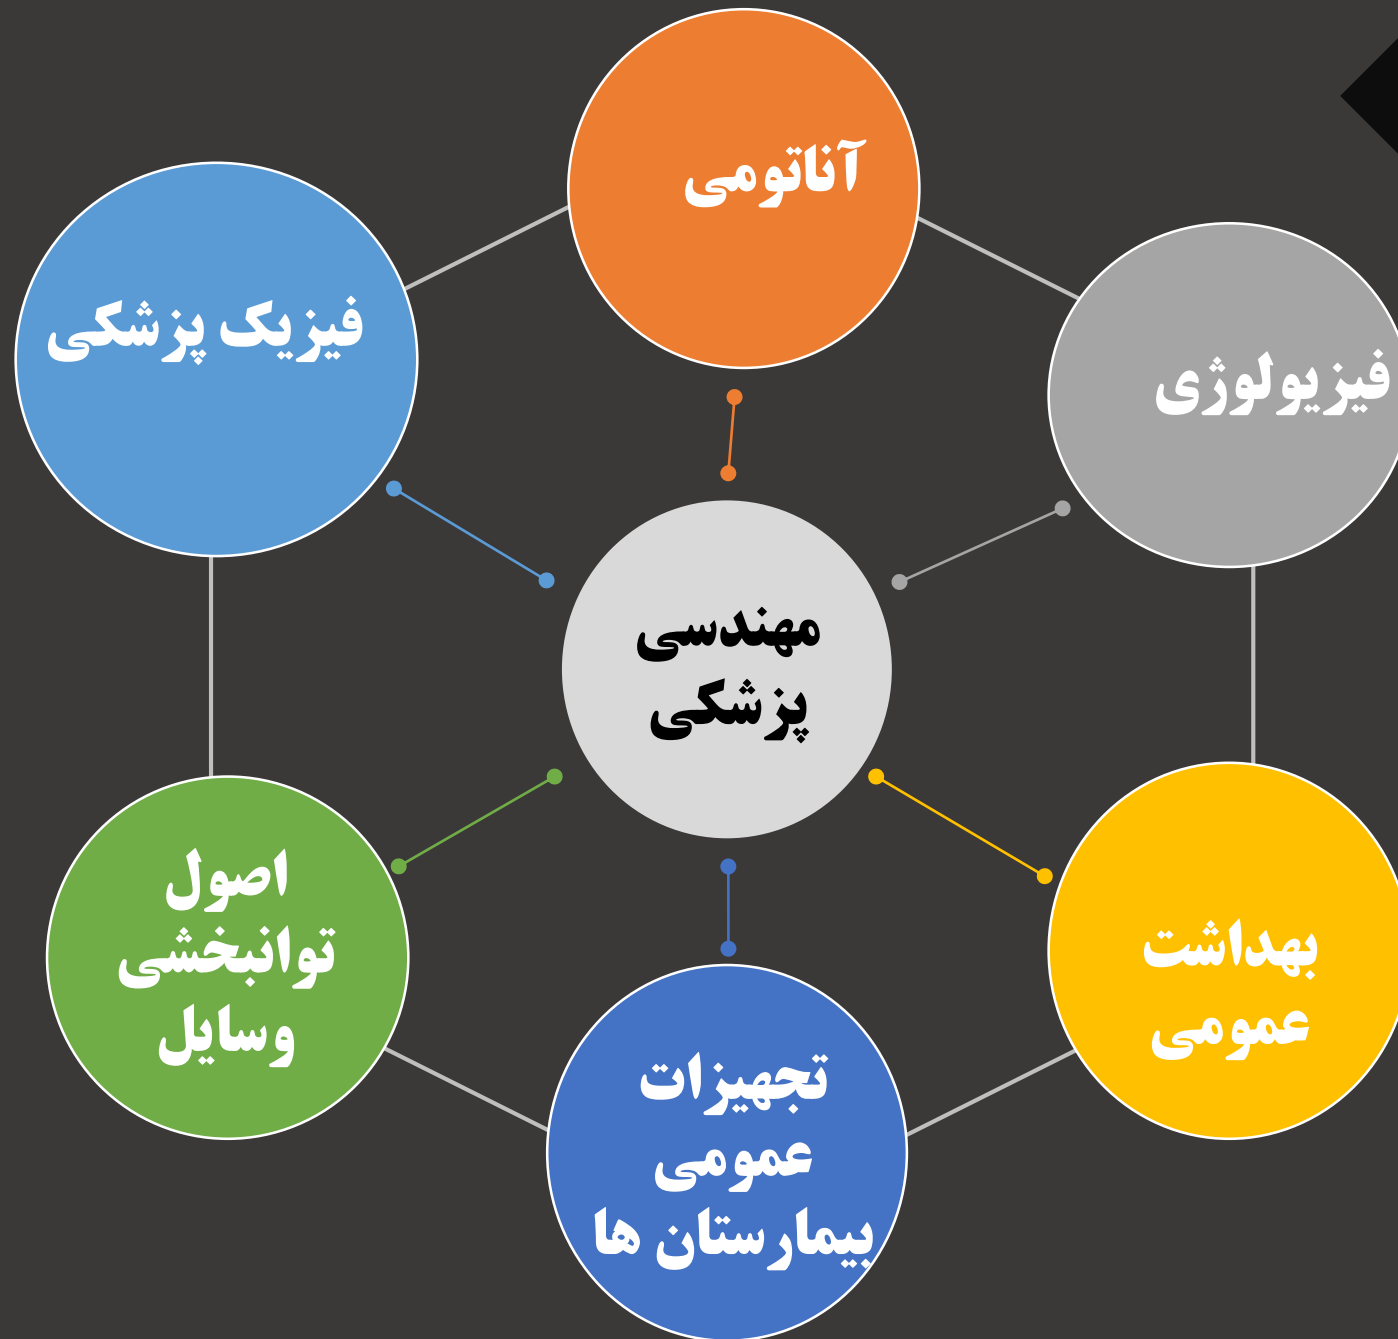 آناتومی
فیزیک پزشکی
فیزیولوژی
مهندسی
پزشکی
اصول
توانبخشی
وسایل
بهداشت
عمومی
تجهیزات
عمومی
بیمارستان ها